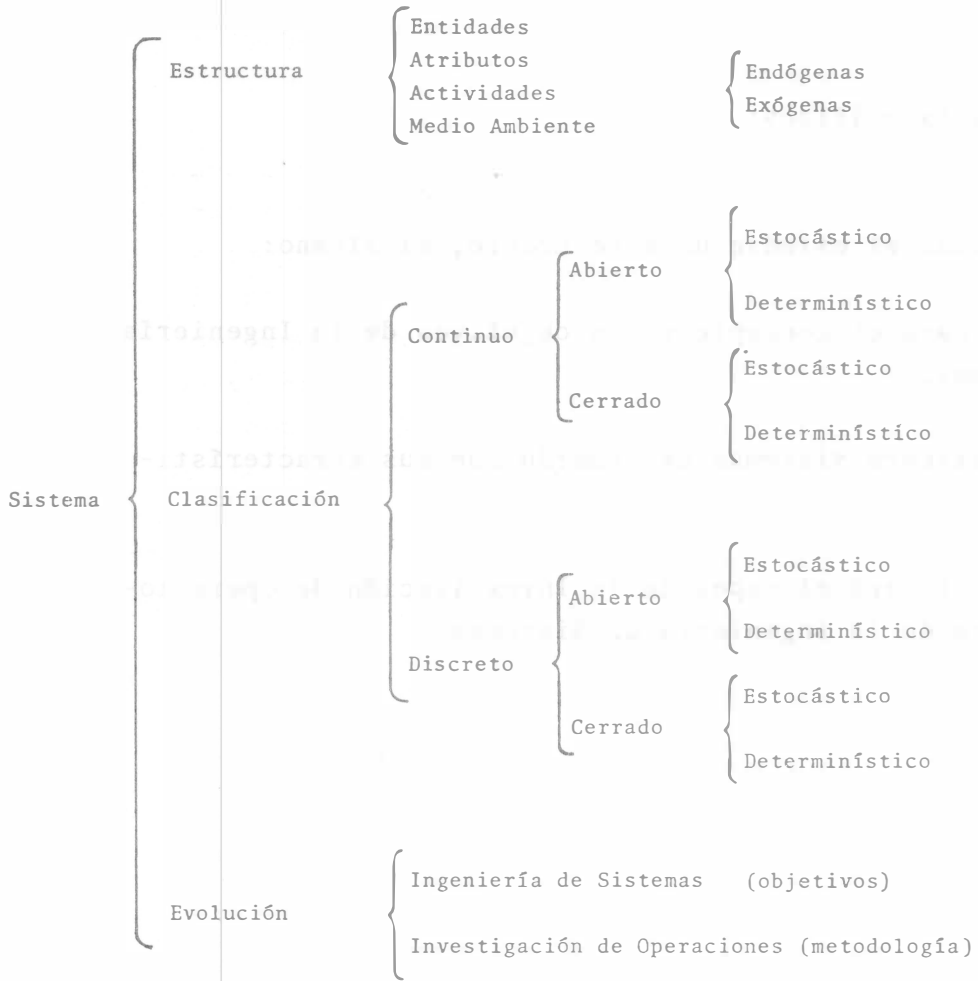 Entidades
Estructura Atributos Endógenas
Actividades Exógenas
Medio Ambiente
Estocástico
Abierto
Determinístico
Continuo
Estocástico
Cerrado
Determinístico
Sistema Clasificación
Estocástico
Abierto
Determinístico
Discreto
Estocástico
Cerrado
Determinístico
Ingeniería de Sistemas (objetivos)
Evolución
Investigación de Operaciones (metodología)